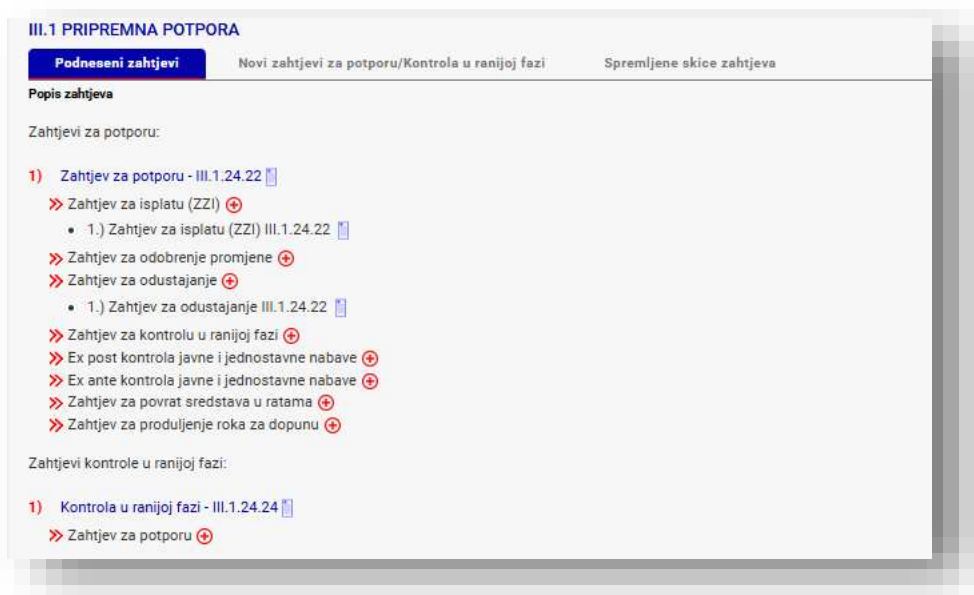 III.1 PRIPREMNA POTPORA
Podneseni zahtjevi Novi zahtjevi za potporu/Kontrola u ranijoj fazi Spremljene skice zahtjeva
Popis zahtjeva
Zahtjevi za potporu:
1) Zahtjev za potporu - III.1.24.22
Zahtjev za isplatu (ZZI)
• 1.) Zahtjev za isplatu (ZZI) III.1.24.22
Zahtjev za odobrenje promjene
Zahtjev za odustajanje
• 1.) Zahtjev za odustajanje III.1.24.22
Zahtjev za kontrolu u ranijoj fazi
Ex post kontrola javne i jednostavne nabave
Ex ante kontrola javne i jednostavne nabave
Zahtjev za povrat sredstava u ratama
Zahtjev za produljenje roka za dopunu
Zahtjevi kontrole u ranijoj fazi:
1) Kontrola u ranijoj fazi - III.1.24.24
Zahtjev za potporu